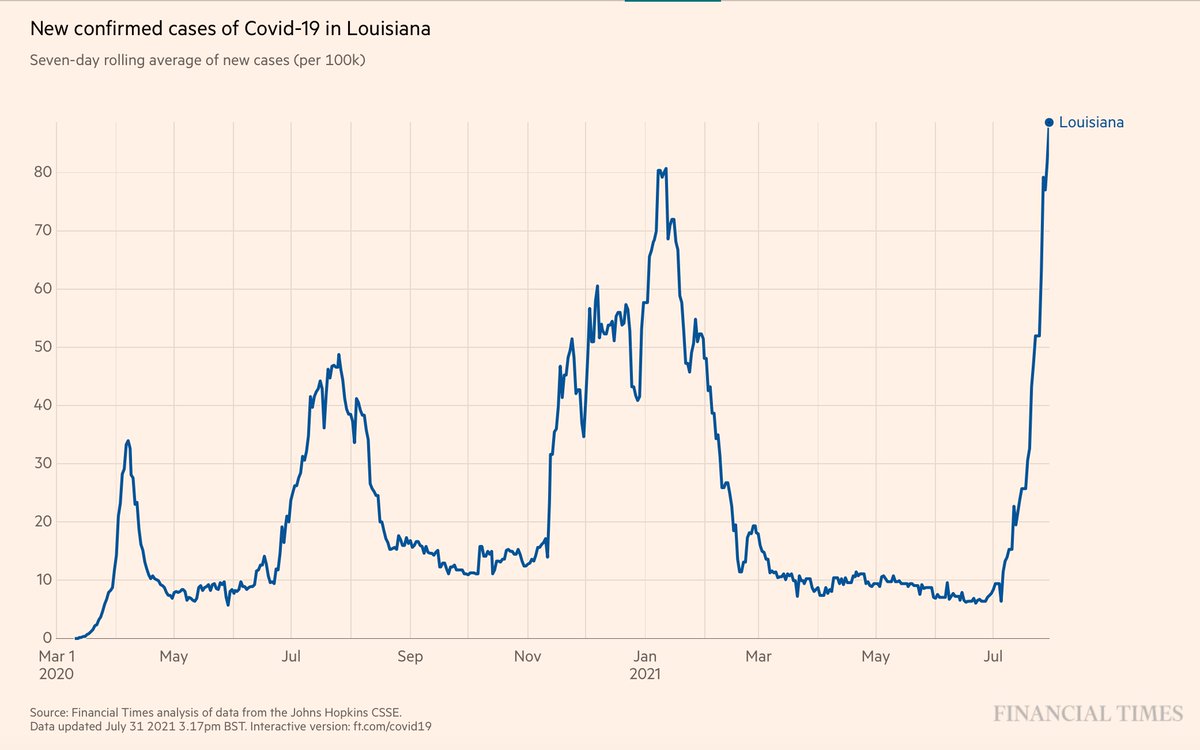 New confirmed cases of Covid-19 in Louisiana
Seven-day rolling average of new cases (per 100k)
Louisiana
80
70
60
50
40
30
20
10
0
Mar 1 May Jul Sep Nov Jan Mar May Jul
2020 2021
Source: Financial Times analysis of data from the Johns Hopkins CSSE.
Data updated July 31 2021 3.17pm BST. Interactive version: ft.com/covid19
FINANCIAL TIMES